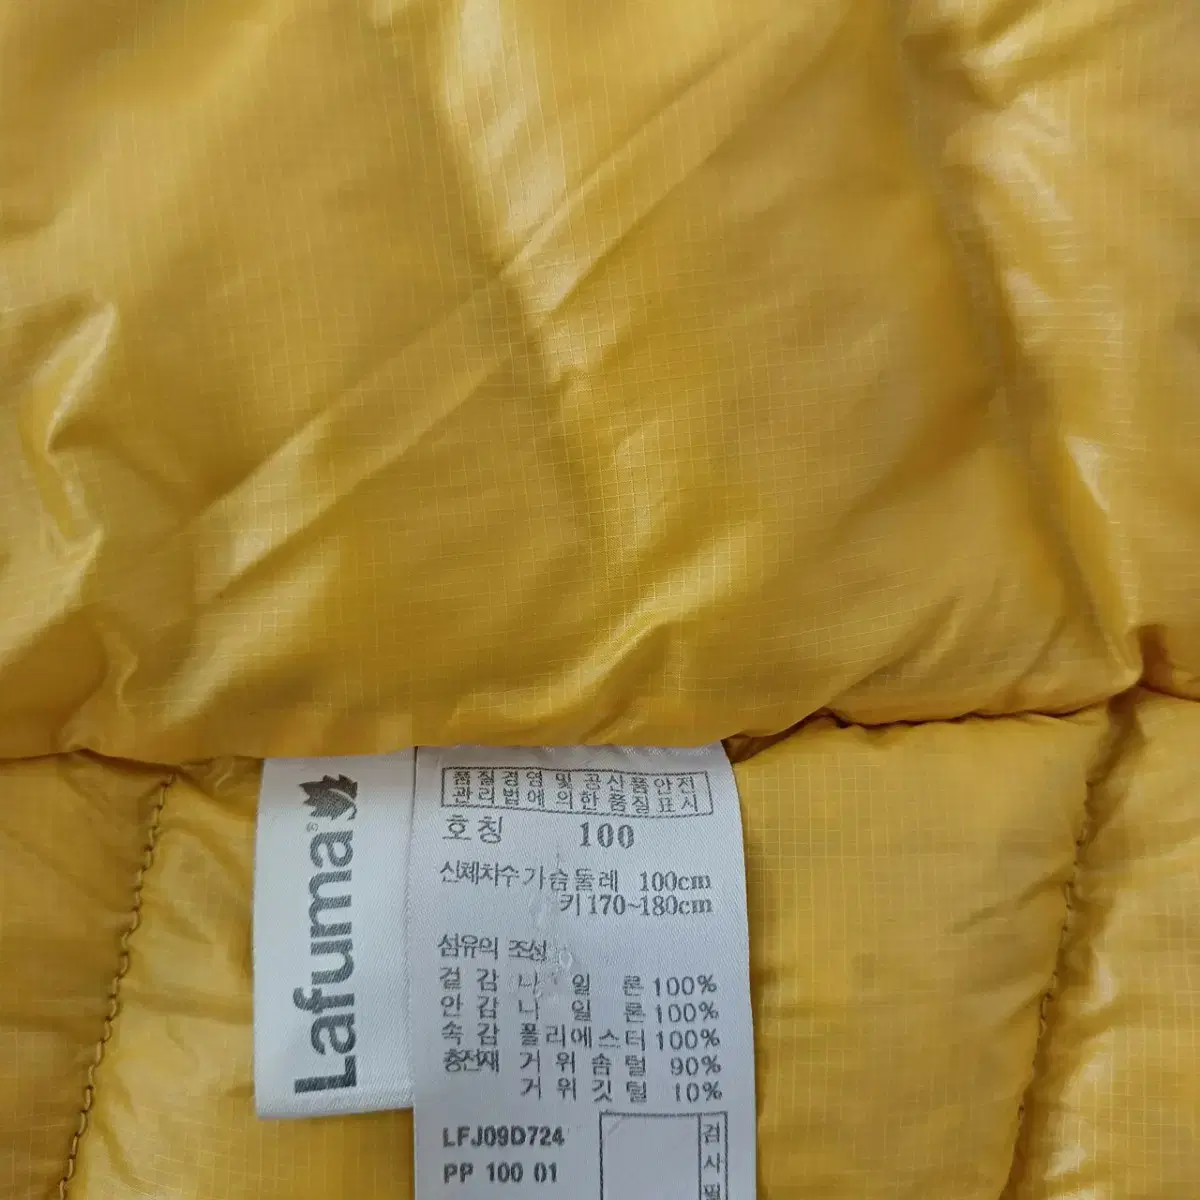 Lafuma®
품질경영 및 공산품안전
관리법에 의한 품질표시
호칭 100
신체치수 가슴둘레 100cm
키 170~180cm
섬유의 조성
겉감 나일론 100%
안감 나일론 100%
속감 폴리에스터 100%
충전재 거위솜털 90%
거위깃털 10%
LFJ09D724
PP 100 01
검사필